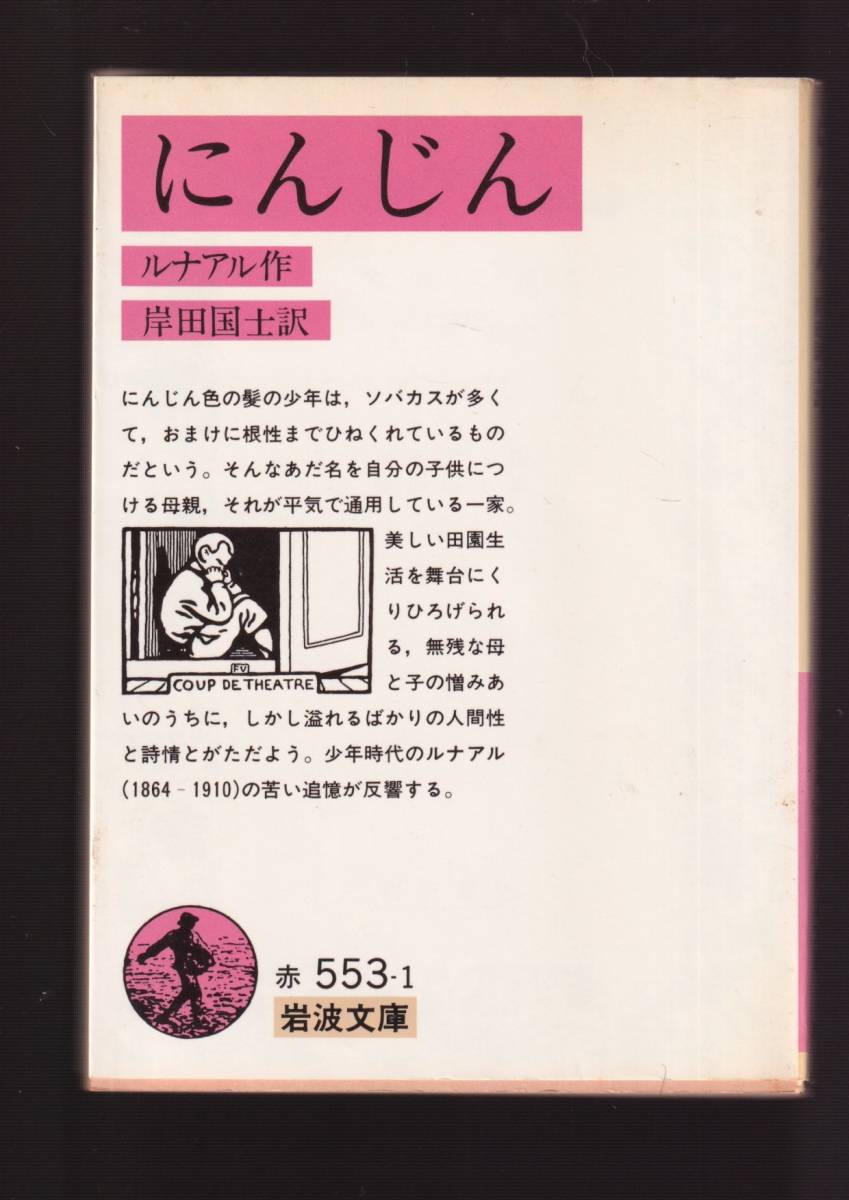 にんじん
ルナアル作
岸田国士訳
にんじん色の髪の少年は，ソバカスが多く
て，おまけに根性までひねくれているもの
だという。そんなあだ名を自分の子供につ
ける母親，それが平気で通用している一家。
美しい田園生
活を舞台にく
りひろげられ
る，無残な母
と子の憎みあ
いのうちに，しかし溢れるばかりの人間性
と詩情とがただよう。少年時代のルナアル
(1864－1910)の苦い追憶が反響する。
FV
COUP DE THEATRE
赤 553-1
岩波文庫